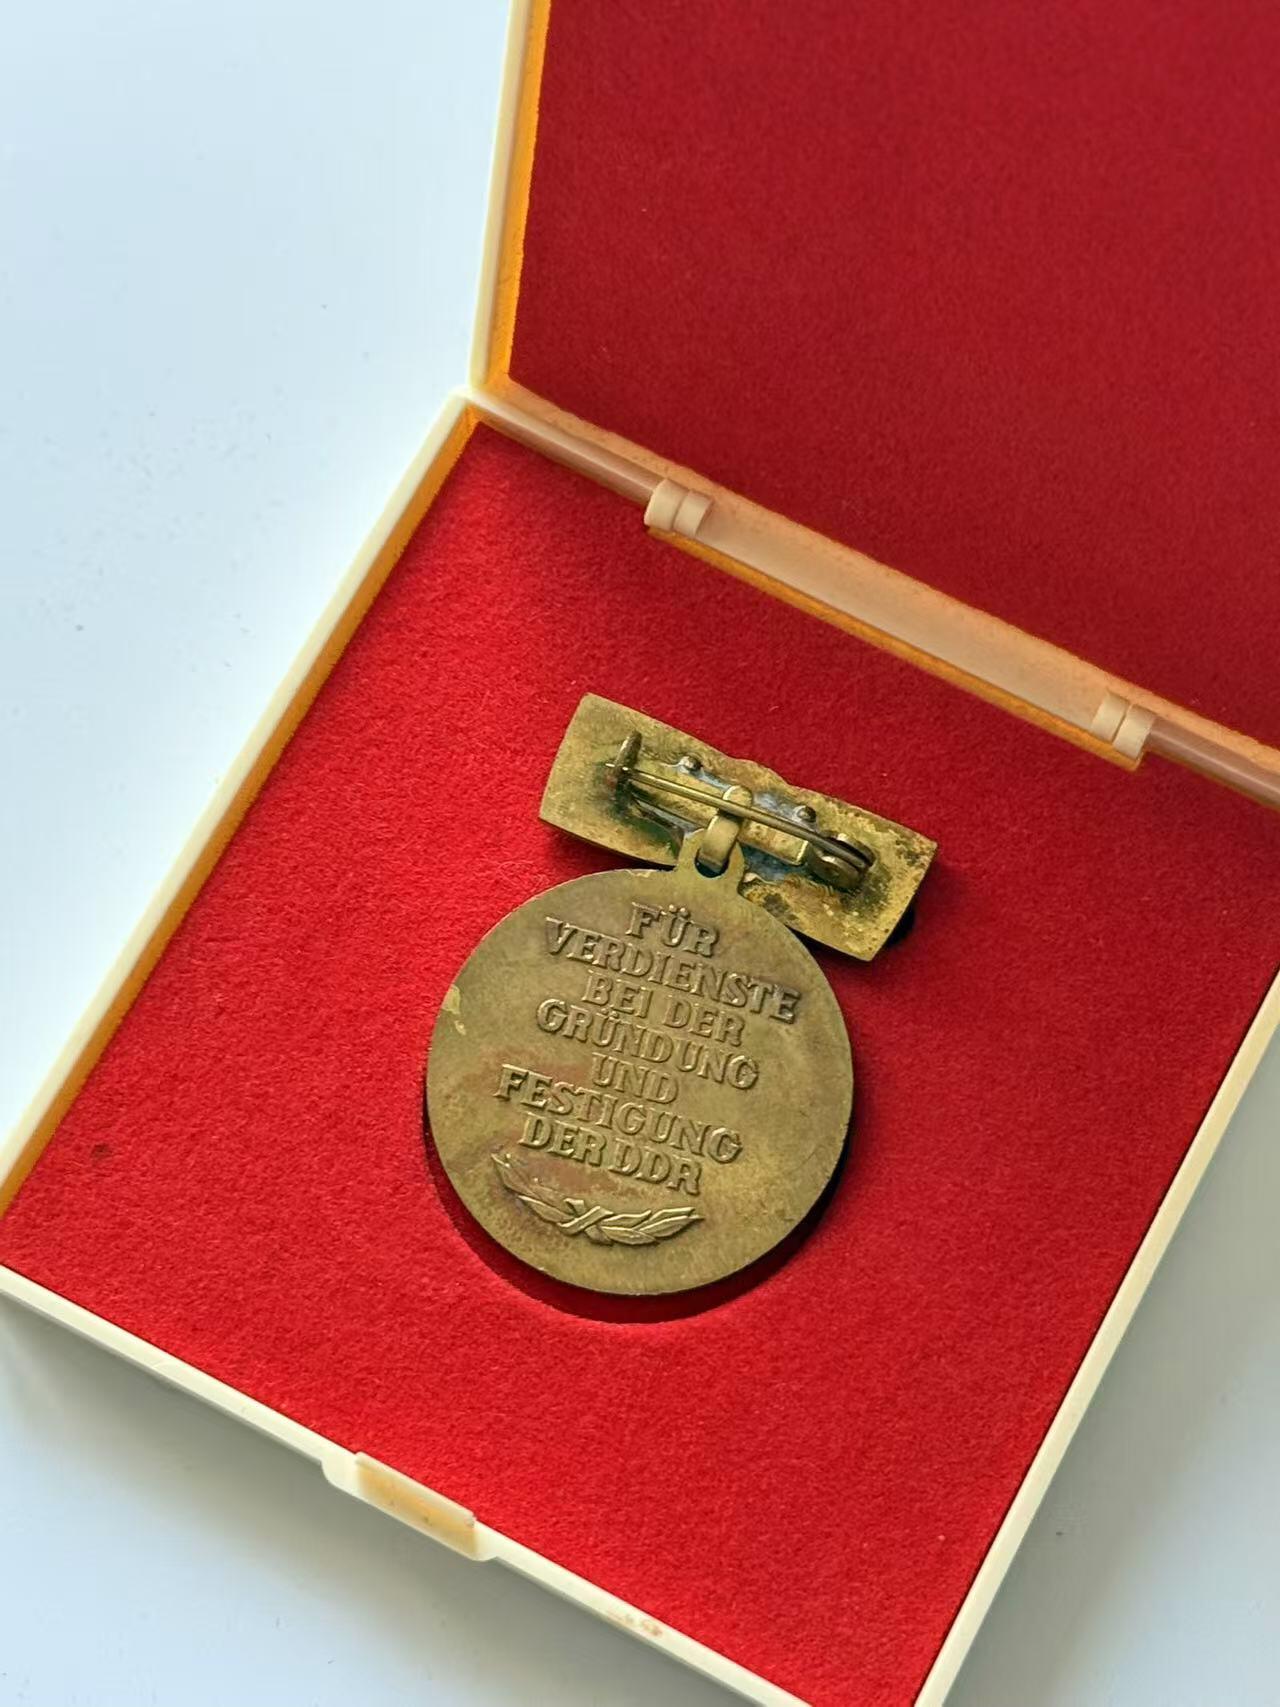 FÜR
VERDIENSTE
BEI DER
GRÜNDUNG
UND
FESTIGUNG
DER DDR